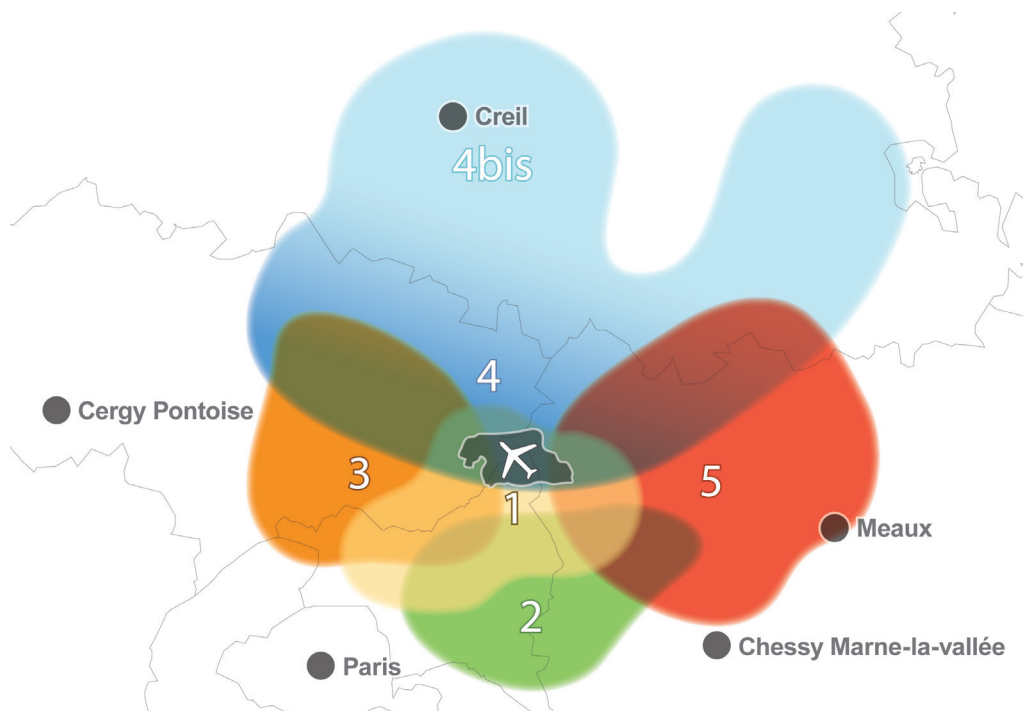 Creil
4bis
4
Cergy Pontoise
3
5
1
Meaux
2
Chessy Marne-la-vallée
Paris